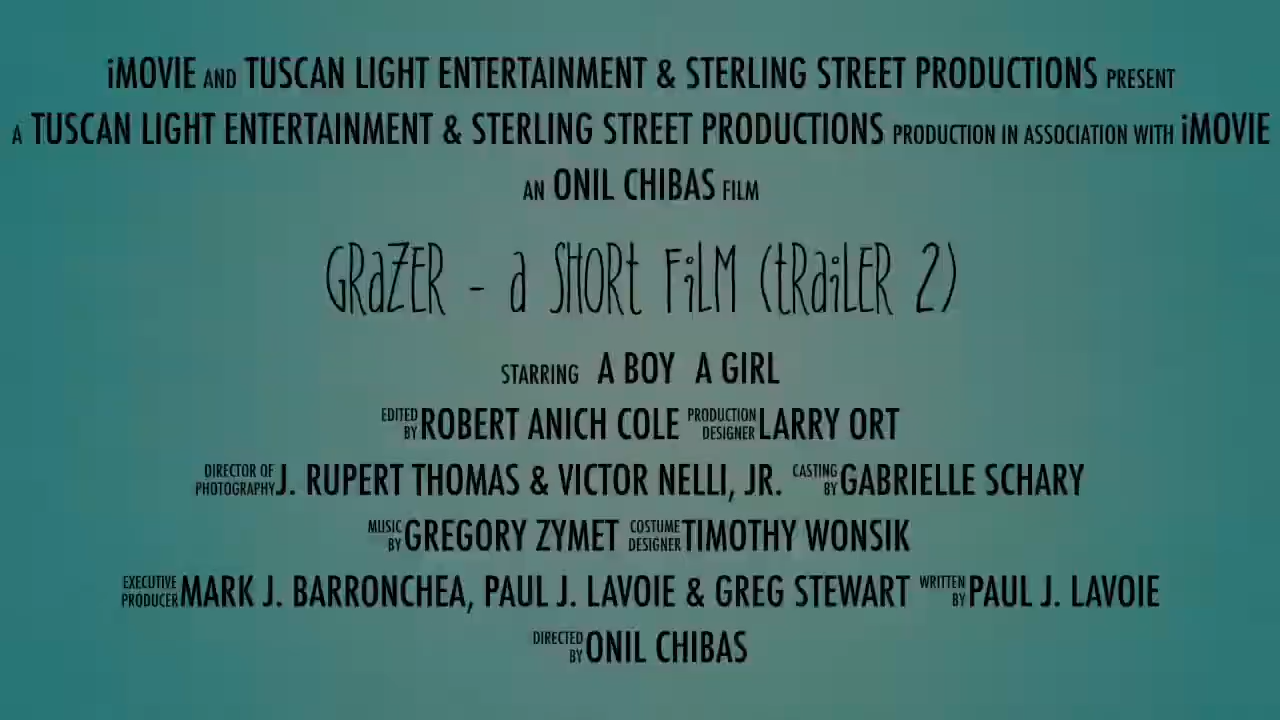 iMOVIE AND TUSCAN LIGHT ENTERTAINMENT & STERLING STREET PRODUCTIONS PRESENT
A TUSCAN LIGHT ENTERTAINMENT & STERLING STREET PRODUCTIONS PRODUCTION IN ASSOCIATION WITH iMOVIE
AN ONIL CHIBAS FILM
GRaZER - a SHORt FiLM (tRaiLER 2)
STARRING A BOY A GIRL
EDITED BY ROBERT ANICH COLE PRODUCTION DESIGNER LARRY ORT
DIRECTOR OF PHOTOGRAPHY J. RUPERT THOMAS & VICTOR NELLI, JR. CASTING BY GABRIELLE SCHARY
MUSIC BY GREGORY ZYMET COSTUME DESIGNER TIMOTHY WONSIK
EXECUTIVE PRODUCER MARK J. BARRONCHEA, PAUL J. LAVOIE & GREG STEWART WRITTEN BY PAUL J. LAVOIE
DIRECTED BY ONIL CHIBAS